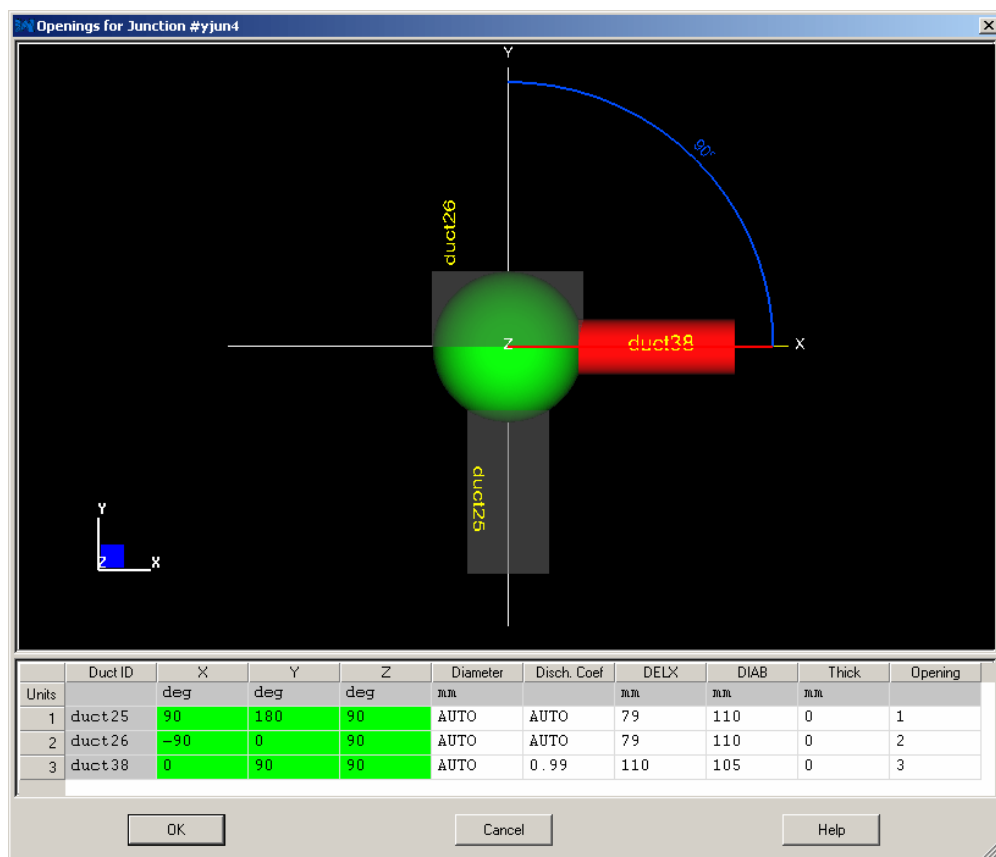 Openings for Junction #yjun4
Y
90°
duct26
Z
duct38
X
duct25
Y
Z
X
Duct ID X Y Z Diameter Disch. Coef DELX DIAB Thick Opening
Units deg deg deg mm mm mm mm
1 duct25 90 180 90 AUTO AUTO 79 110 0 1
2 duct26 -90 0 90 AUTO AUTO 79 110 0 2
3 duct38 0 90 90 AUTO 0.99 110 105 0 3
OK Cancel Help